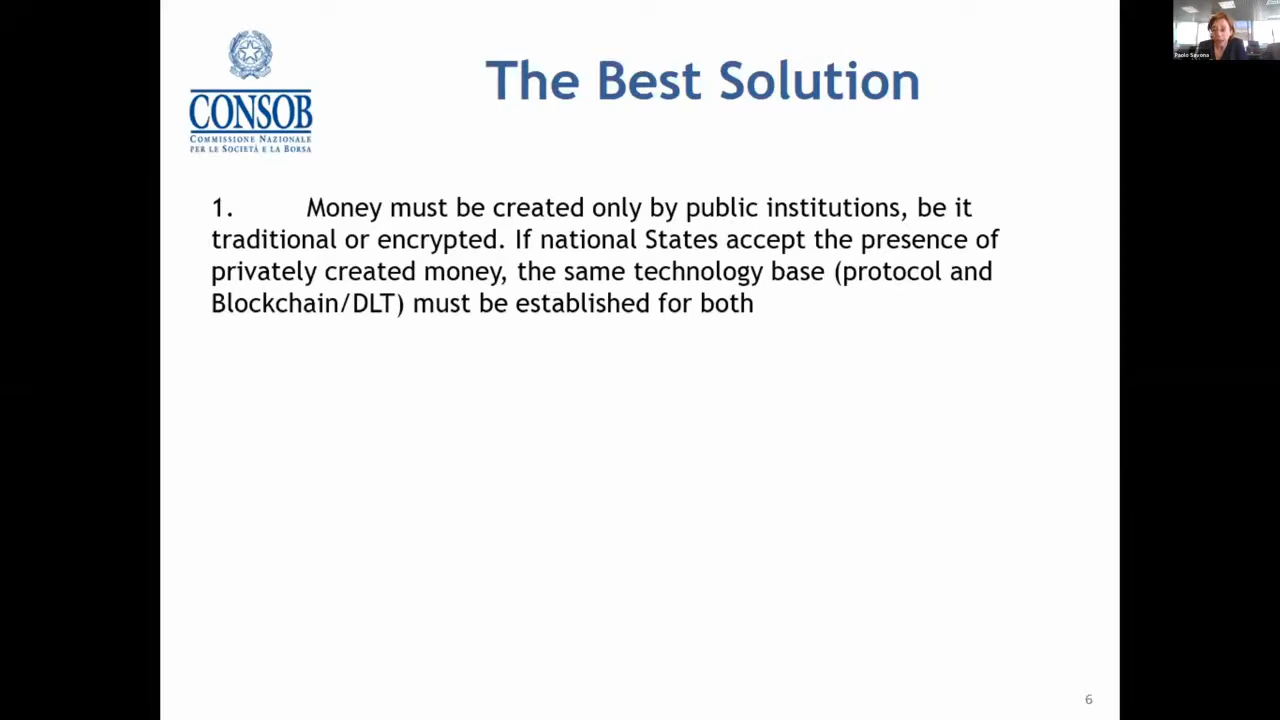 The Best Solution
CONSOB
COMMISSIONE NAZIONALE
PER LE SOCIETÀ E LA BORSA
Paolo Savona
1. Money must be created only by public institutions, be it
traditional or encrypted. If national States accept the presence of
privately created money, the same technology base (protocol and
Blockchain/DLT) must be established for both
6